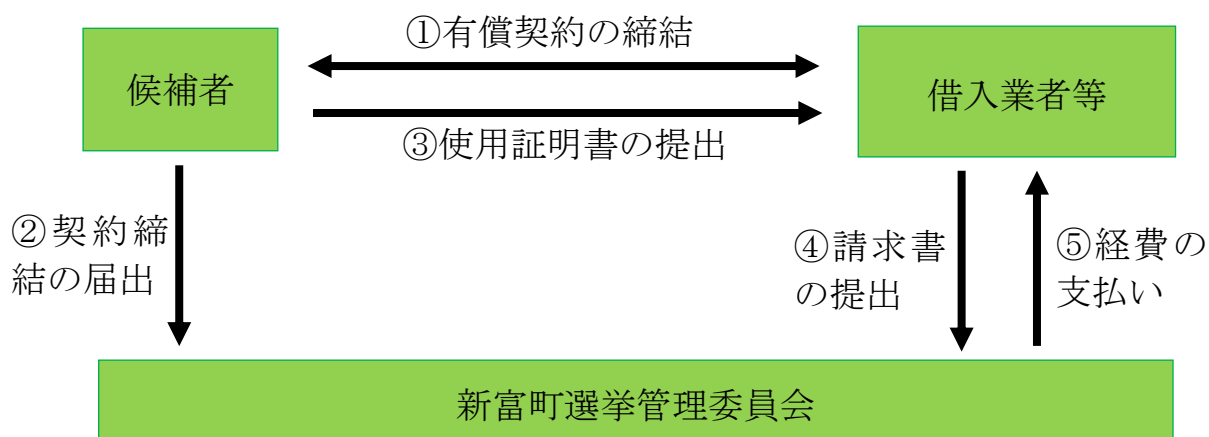 ①有償契約の締結
候補者
借入業者等
③使用証明書の提出
②契約締
結の届出
④請求書
の提出
⑤経費の
支払い
新富町選挙管理委員会